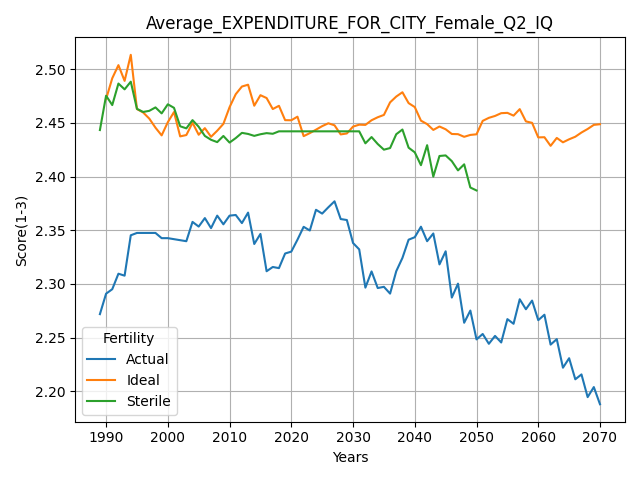 Average_EXPENDITURE_FOR_CITY_Female_Q2_IQ
Score(1-3)
2.50
2.45
2.40
2.35
2.30
2.25
2.20
Fertility
Actual
Ideal
Sterile
1990 2000 2010 2020 2030 2040 2050 2060 2070
Years